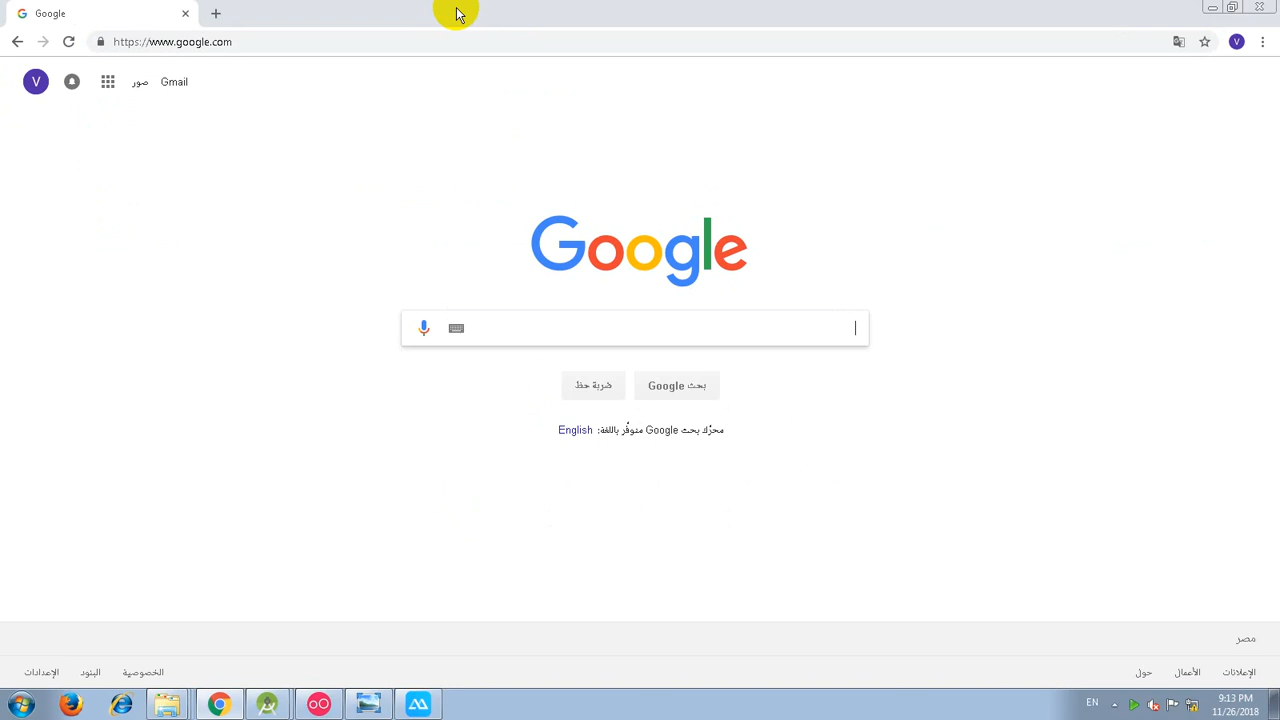 Google
https://www.google.com
V
V صور Gmail
Google
بحث Google ضربة حظ
محرّك بحث Google متوفّر باللغة: English
مصر
الإعلانات الأعمال حول الخصوصية البنود الإعدادات
EN 9:13 PM
11/26/2018